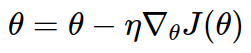 θ = θ − η∇θJ(θ)